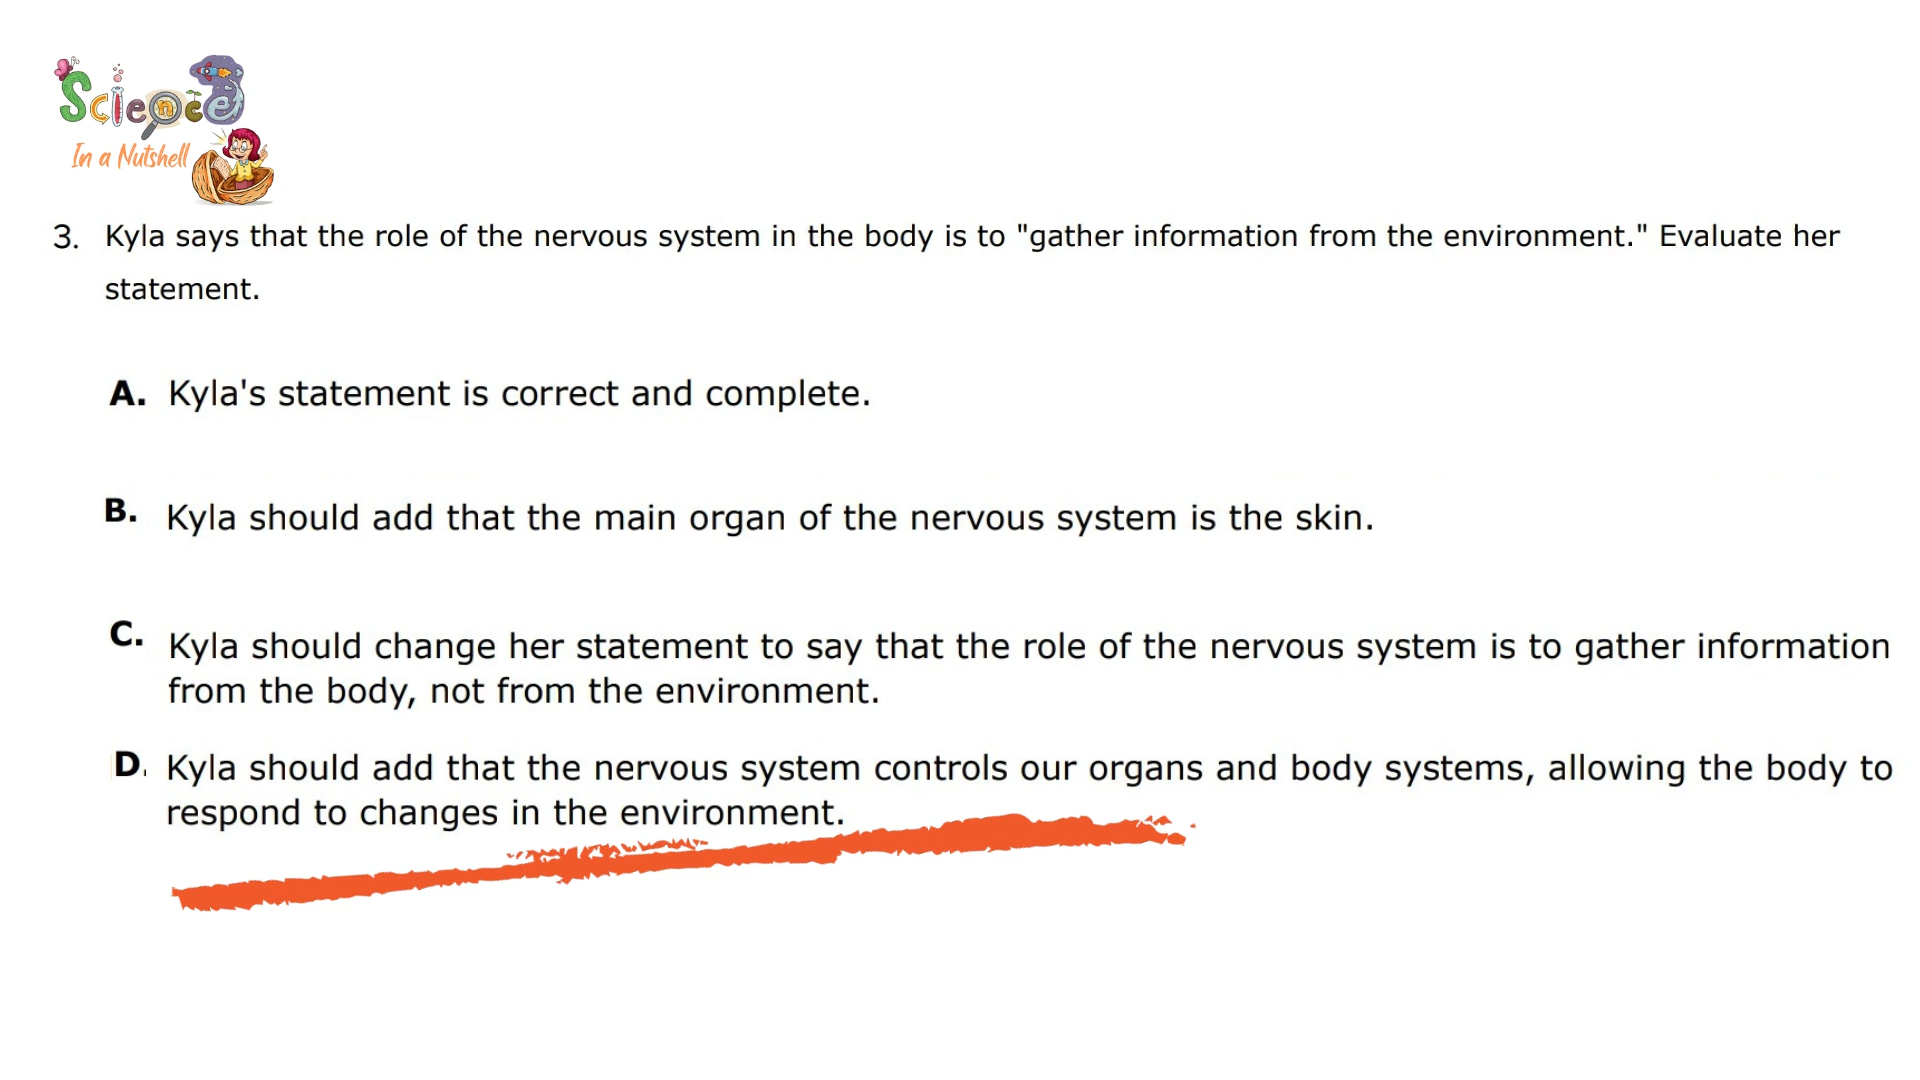 Science
In a Nutshell
3. Kyla says that the role of the nervous system in the body is to "gather information from the environment." Evaluate her
statement.
A. Kyla's statement is correct and complete.
B. Kyla should add that the main organ of the nervous system is the skin.
C. Kyla should change her statement to say that the role of the nervous system is to gather information
from the body, not from the environment.
D. Kyla should add that the nervous system controls our organs and body systems, allowing the body to
respond to changes in the environment.